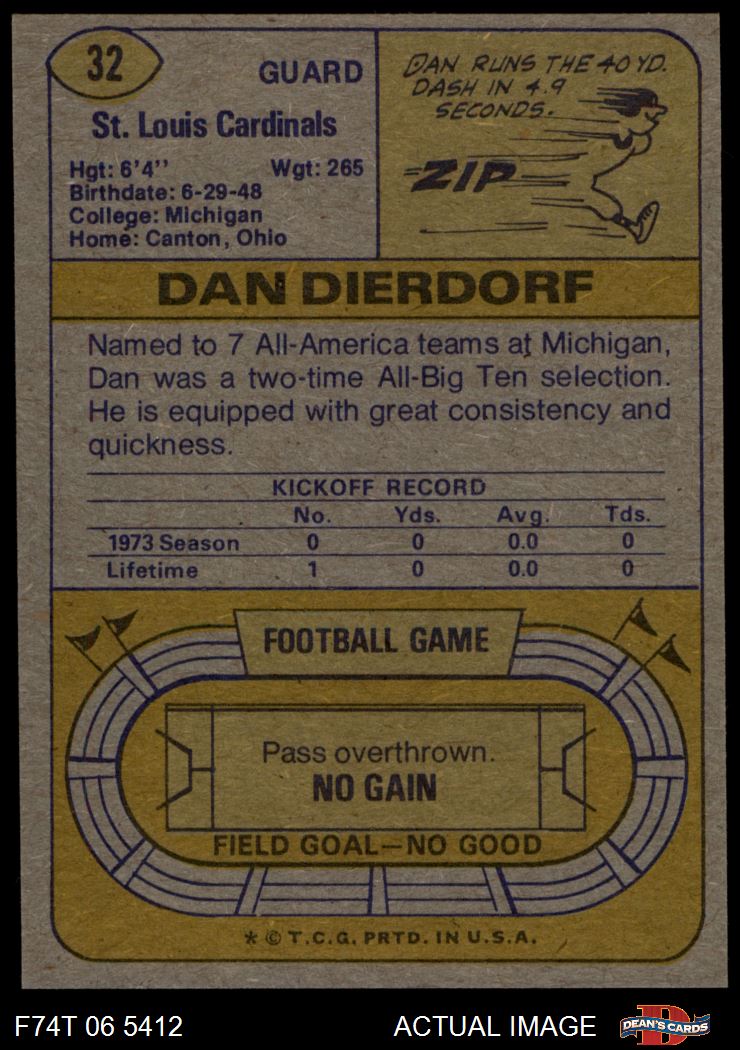 32
GUARD
St. Louis Cardinals
Hgt: 6'4'' Wgt: 265
Birthdate: 6-29-48
College: Michigan
Home: Canton, Ohio
DAN RUNS THE 40 YD.
DASH IN 4.9
SECONDS.
ZIP
DAN DIERDORF
Named to 7 All-America teams at Michigan,
Dan was a two-time All-Big Ten selection.
He is equipped with great consistency and
quickness.
KICKOFF RECORD
No. Yds. Avg. Tds.
1973 Season 0 0 0.0 0
Lifetime 1 0 0.0 0
FOOTBALL GAME
Pass overthrown.
NO GAIN
FIELD GOAL—NO GOOD
* © T.C.G. PRTD. IN U.S.A.
F74T 06 5412 ACTUAL IMAGE D DEAN'S CARDS